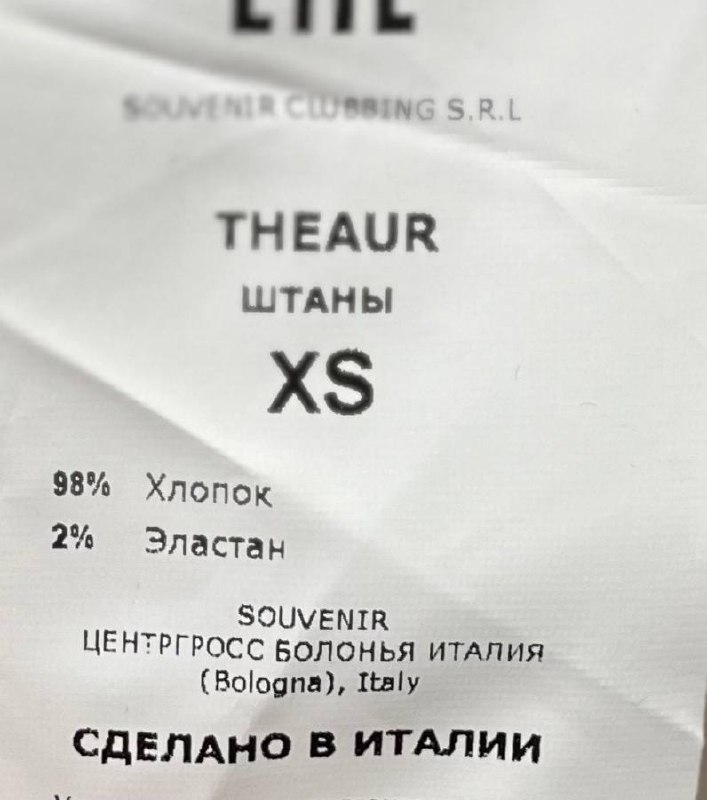 SOUVENIR CLUBBING S.R.L
THEAUR
ШТАНЫ
XS
98% Хлопок
2% Эластан
SOUVENIR
ЦЕНТРГРОСС БОЛОНЬЯ ИТАЛИЯ
(Bologna), Italy
СДЕЛАНО В ИТАЛИИ